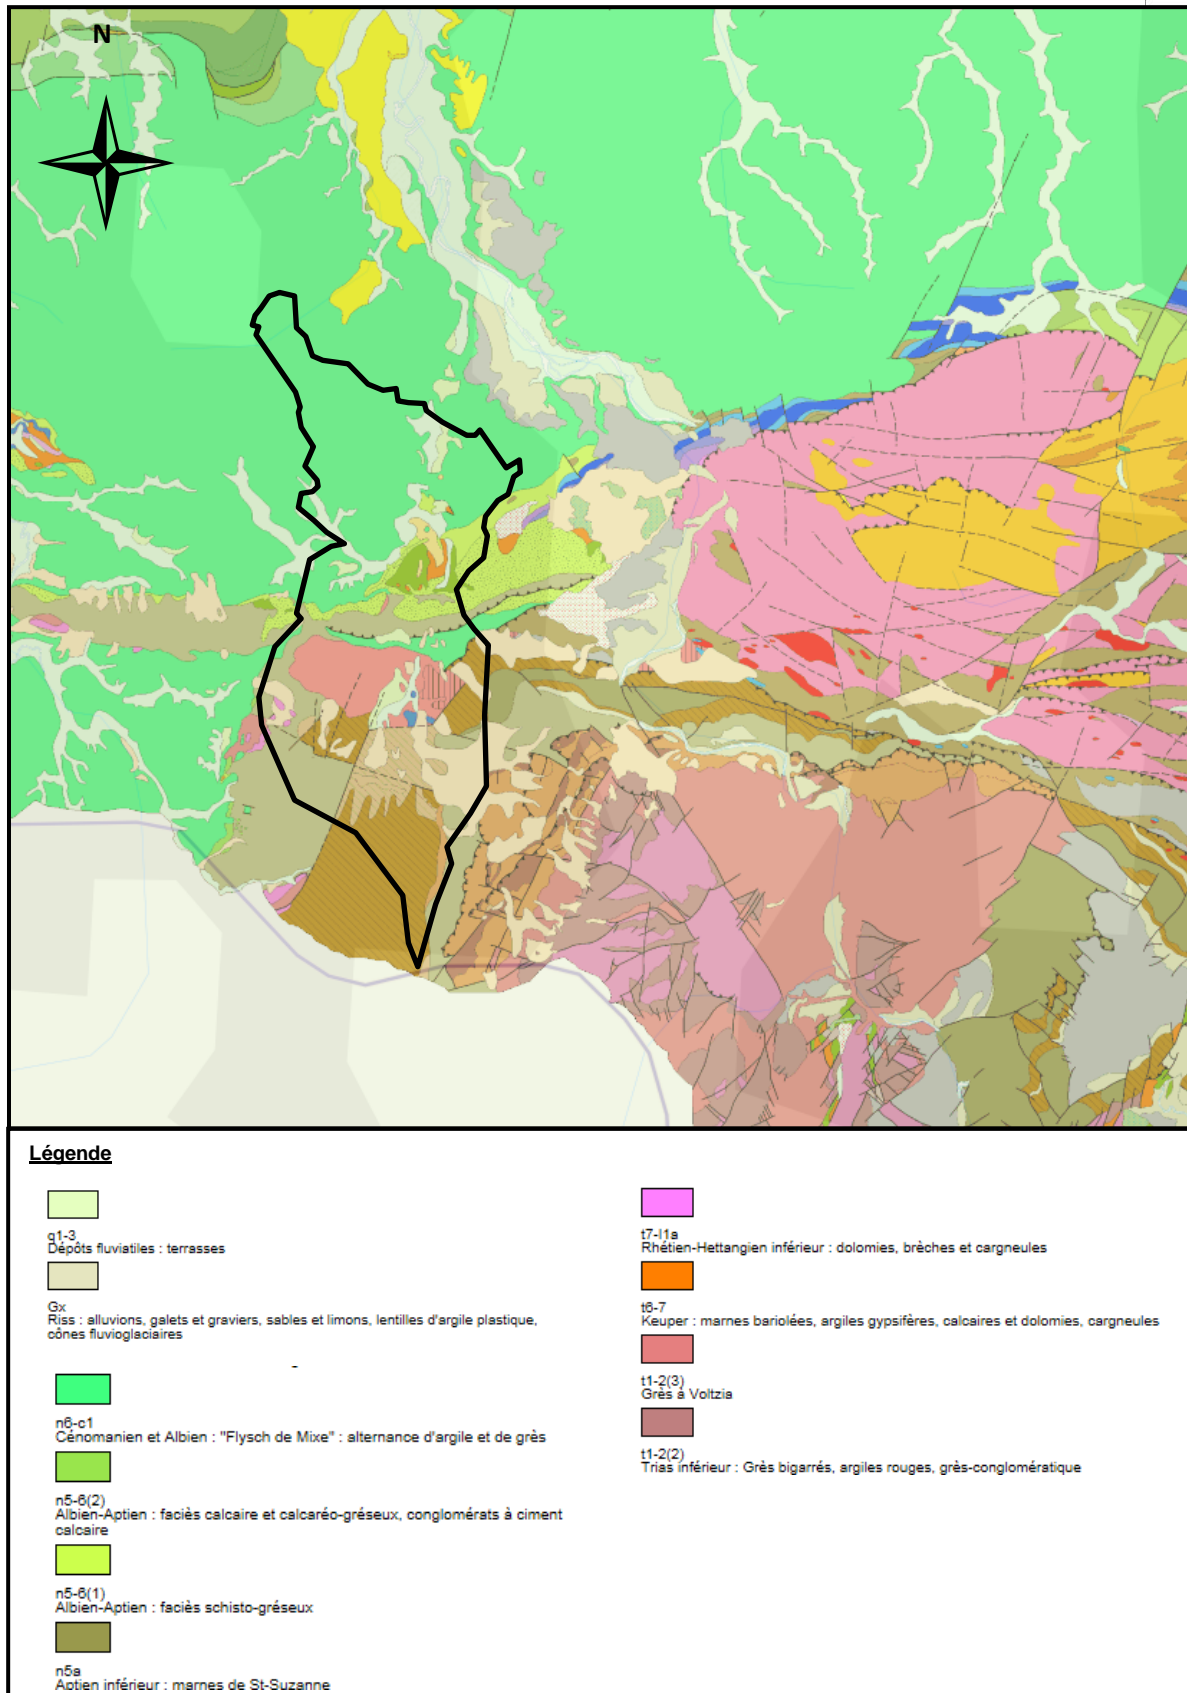 N
Légende
q1-3
Dépôts fluviatiles : terrasses
Gx
Riss : alluvions, galets et graviers, sables et limons, lentilles d'argile plastique,
cônes fluvioglaciaires
n6-c1
Cénomanien et Albien : "Flysch de Mixe" : alternance d'argile et de grès
n5-6(2)
Albien-Aptien : faciès calcaire et calcaréo-gréseux, conglomérats à ciment
calcaire
n5-6(1)
Albien-Aptien : faciès schisto-gréseux
n5a
Aptien inférieur : marnes de St-Suzanne
t7-l1a
Rhétien-Hettangien inférieur : dolomies, brèches et cargneules
t6-7
Keuper : marnes bariolées, argiles gypsifères, calcaires et dolomies, cargneules
t1-2(3)
Grès à Voltzia
t1-2(2)
Trias inférieur : Grès bigarrés, argiles rouges, grès-conglomératique